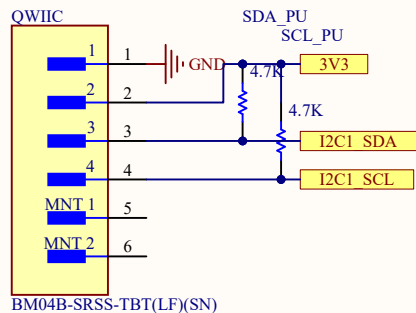 QWIIC
SDA_PU
SCL_PU
1
1
GND
4.7K
3V3
2
2
4.7K
3
3
I2C1_SDA
4
4
I2C1_SCL
MNT 1
5
MNT 2
6
BM04B-SRSS-TBT(LF)(SN)